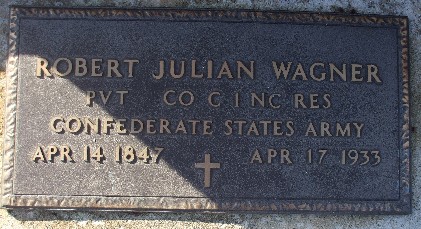 ROBERT JULIAN WAGNER
PVT CO C 1 NC RES
CONFEDERATE STATES ARMY
APR 14 1847 APR 17 1933